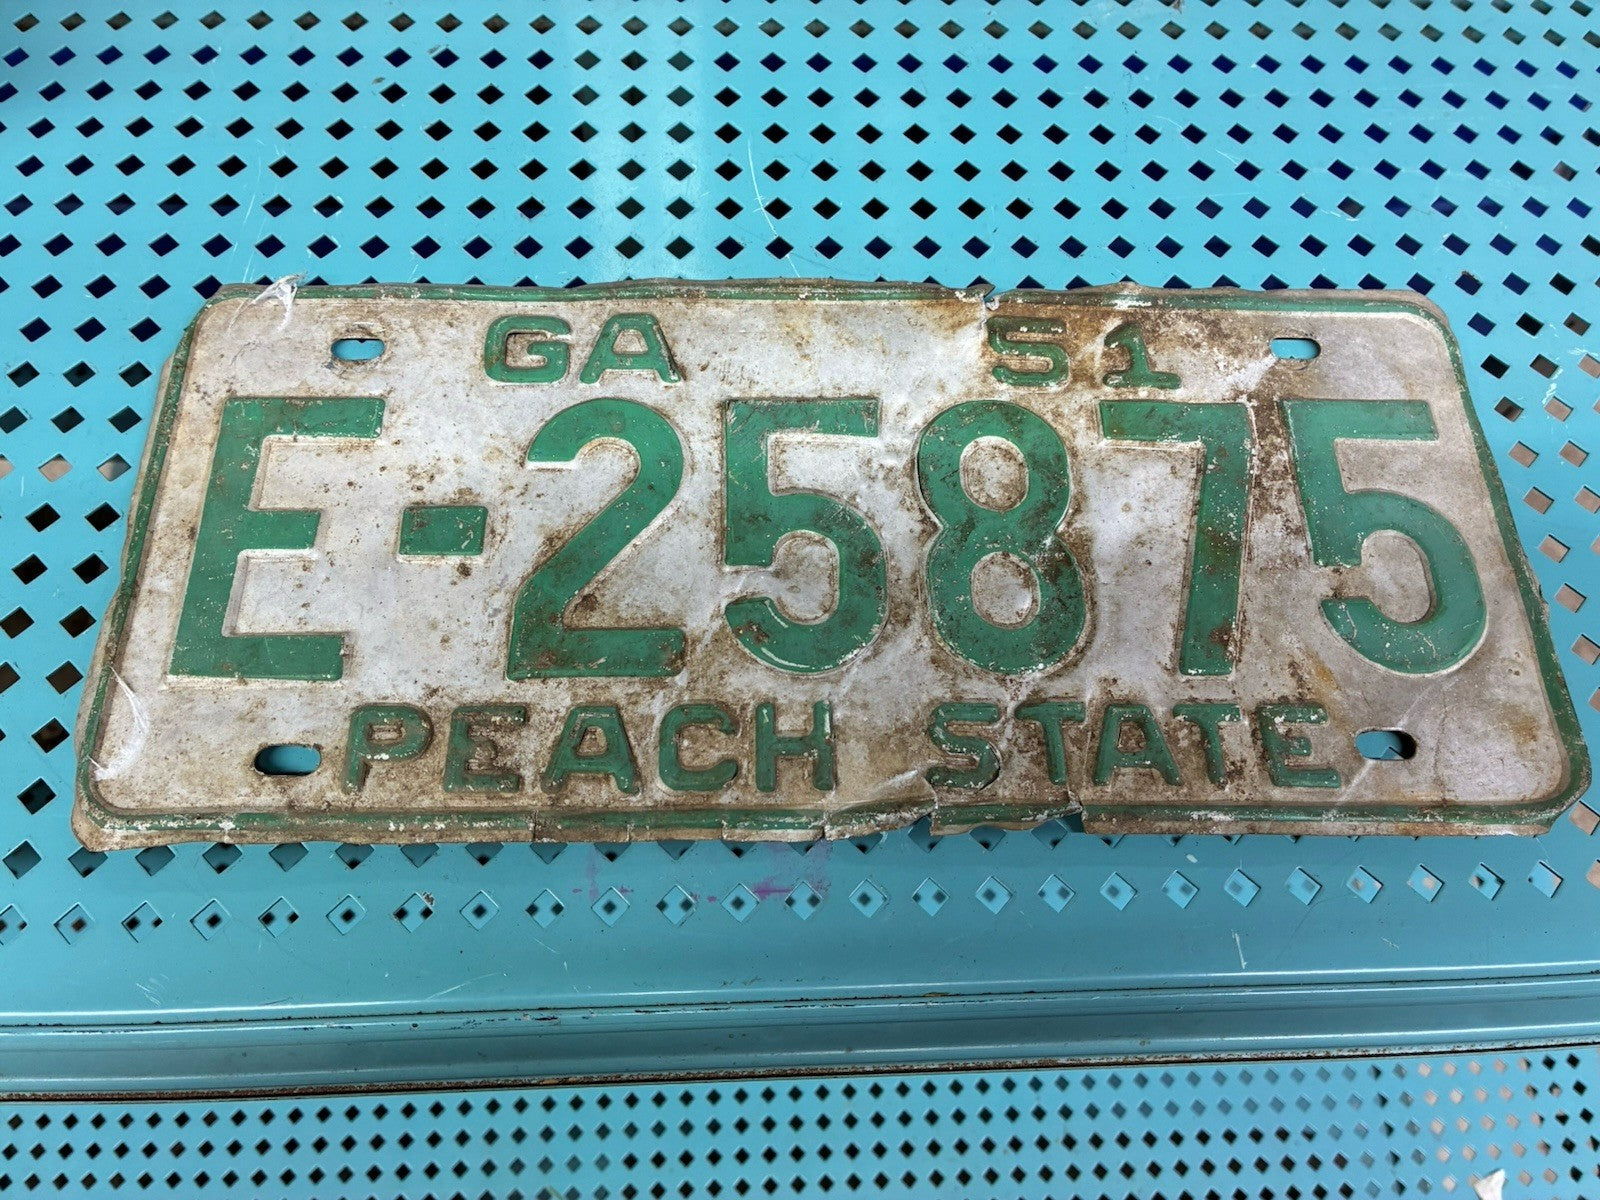 GA 51
E-25875
PEACH STATE